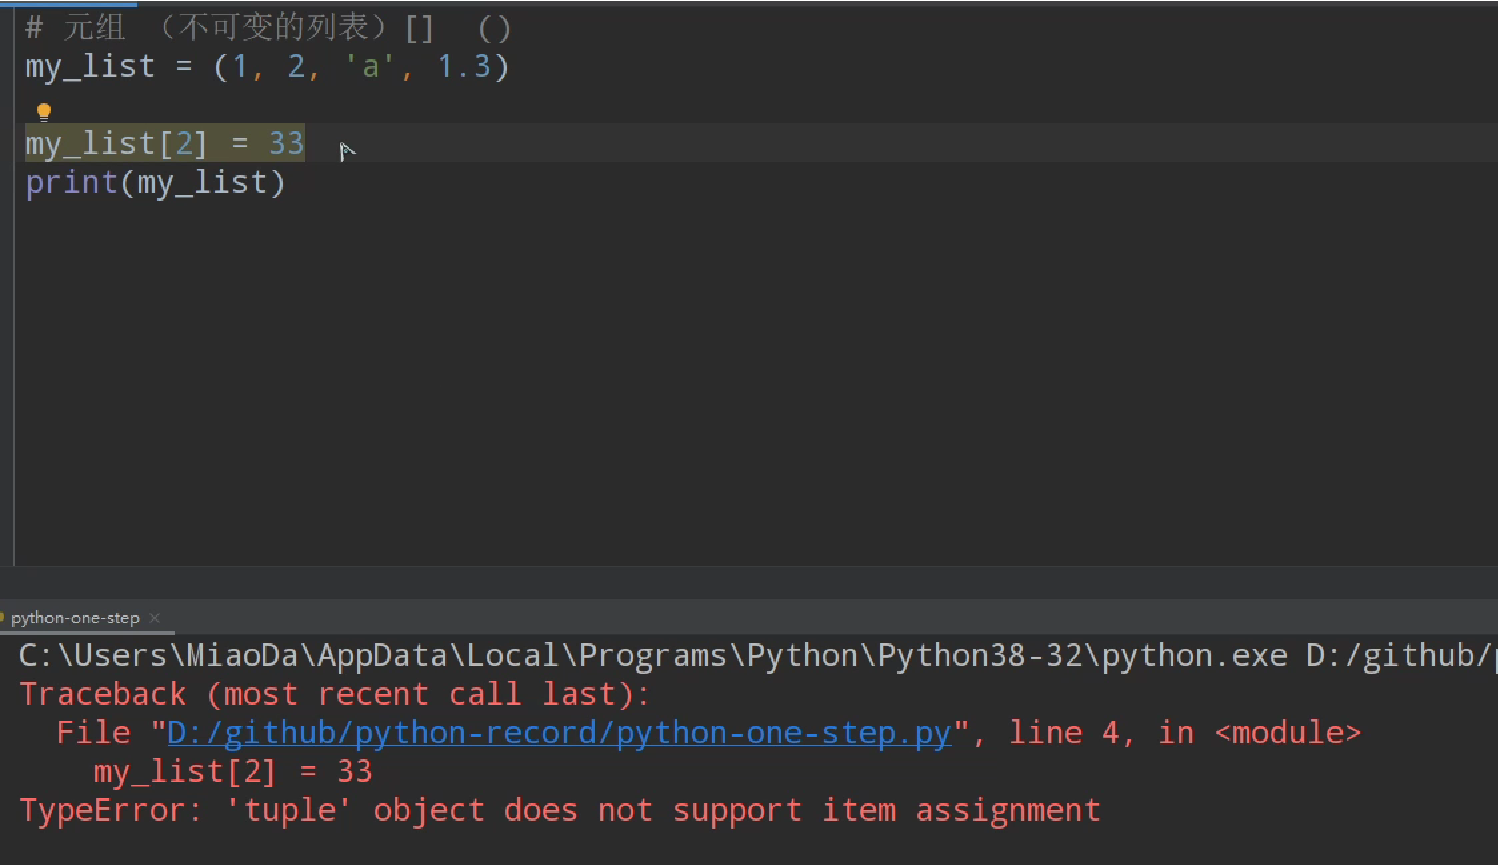 # 元组 （不可变的列表）[] ()
my_list = (1, 2, 'a', 1.3)
my_list[2] = 33
print(my_list)
python-one-step
C:\Users\MiaoDa\AppData\Local\Programs\Python\Python38-32\python.exe D:/github/
Traceback (most recent call last):
File "D:/github/python-record/python-one-step.py", line 4, in <module>
my_list[2] = 33
TypeError: 'tuple' object does not support item assignment